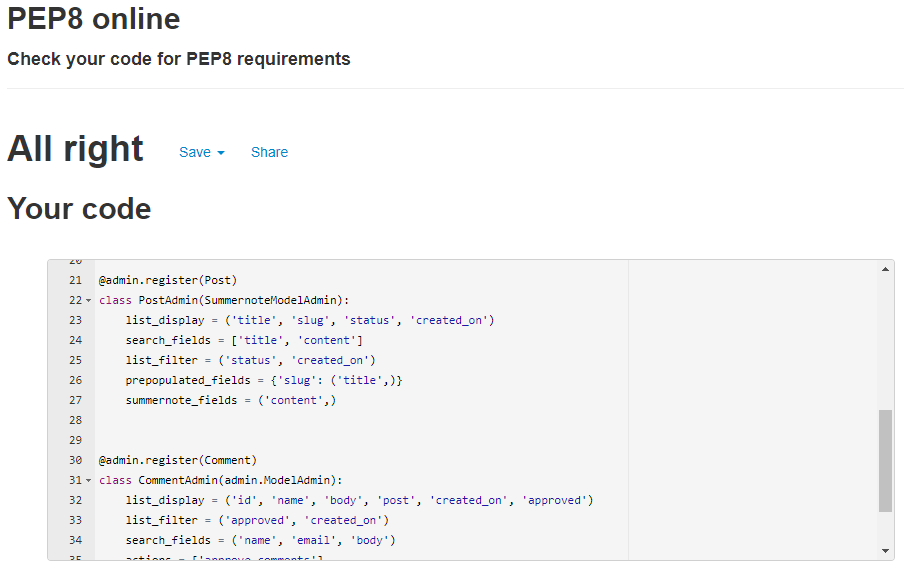 PEP8 online
Check your code for PEP8 requirements
All right Save Share
Your code
20
21 @admin.register(Post)
22 class PostAdmin(SummernoteModelAdmin):
23 list_display = ('title', 'slug', 'status', 'created_on')
24 search_fields = ['title', 'content']
25 list_filter = ('status', 'created_on')
26 prepopulated_fields = {'slug': ('title',)}
27 summernote_fields = ('content',)
28
29
30 @admin.register(Comment)
31 class CommentAdmin(admin.ModelAdmin):
32 list_display = ('id', 'name', 'body', 'post', 'created_on', 'approved')
33 list_filter = ('approved', 'created_on')
34 search_fields = ('name', 'email', 'body')
35 actions = ['approve_comments']